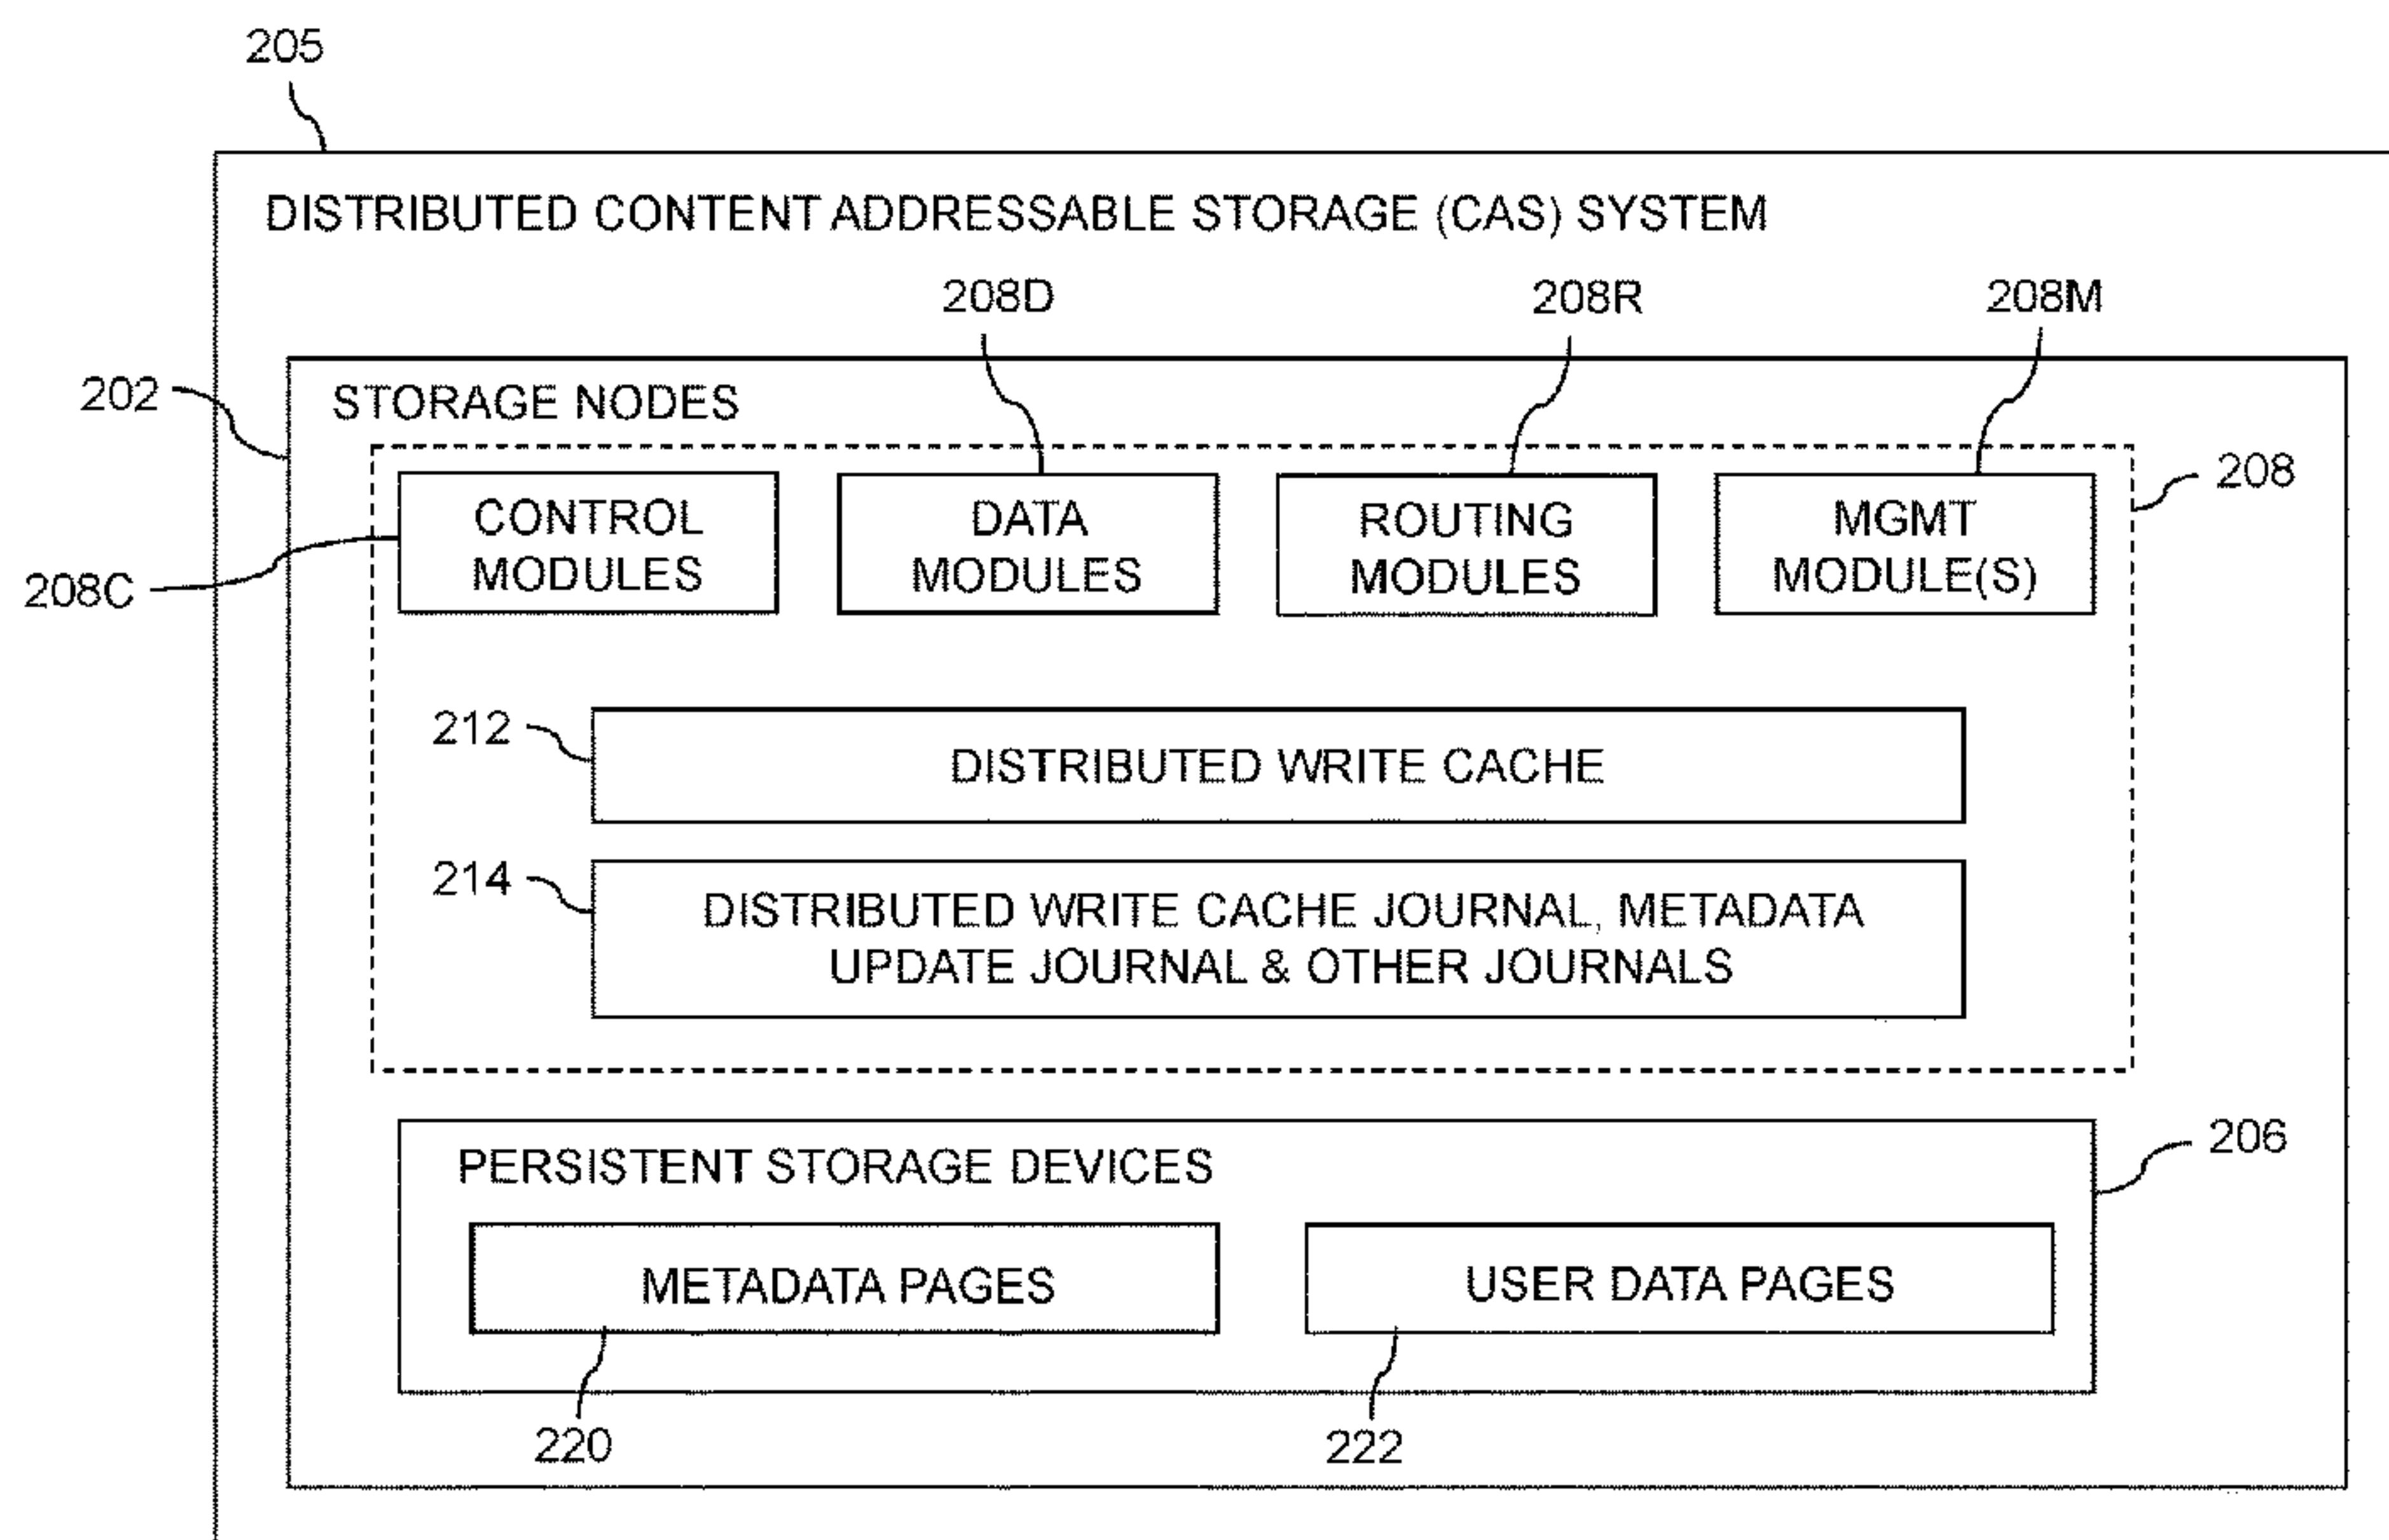 205
DISTRIBUTED CONTENT ADDRESSABLE STORAGE (CAS) SYSTEM
208D
208R
208M
202
STORAGE NODES
208
CONTROL
MODULES
DATA
MODULES
ROUTING
MODULES
MGMT
MODULE(S)
208C
212
DISTRIBUTED WRITE CACHE
214
DISTRIBUTED WRITE CACHE JOURNAL, METADATA
UPDATE JOURNAL & OTHER JOURNALS
206
PERSISTENT STORAGE DEVICES
METADATA PAGES
USER DATA PAGES
220
222